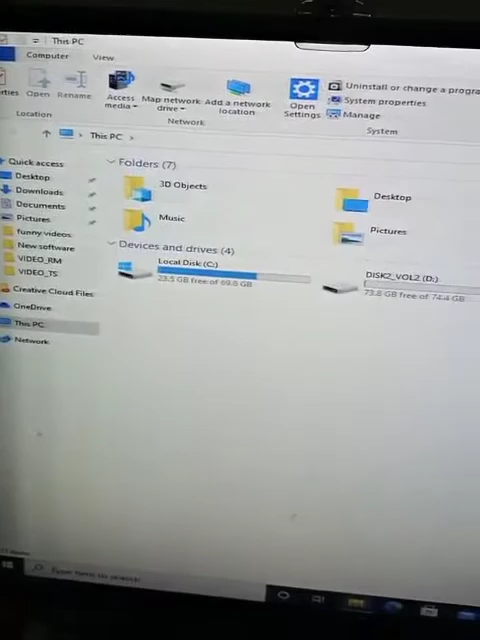 This PC
Computer View
Open Rename Access media Map network drive Add a network location Open Settings Uninstall or change a progra
System properties
Manage
Location Network System
This PC
Quick access
Desktop
Downloads
Documents
Pictures
funny videos
New software
VIDEO_RM
VIDEO_TS
Creative Cloud Files
OneDrive
This PC
Network
Folders (7)
3D Objects
Desktop
Music
Pictures
Devices and drives (4)
Local Disk (C:)
23.5 GB free of 69.8 GB
DISK2_VOL2 (D:)
73.8 GB free of 74.4 GB
Type here to search